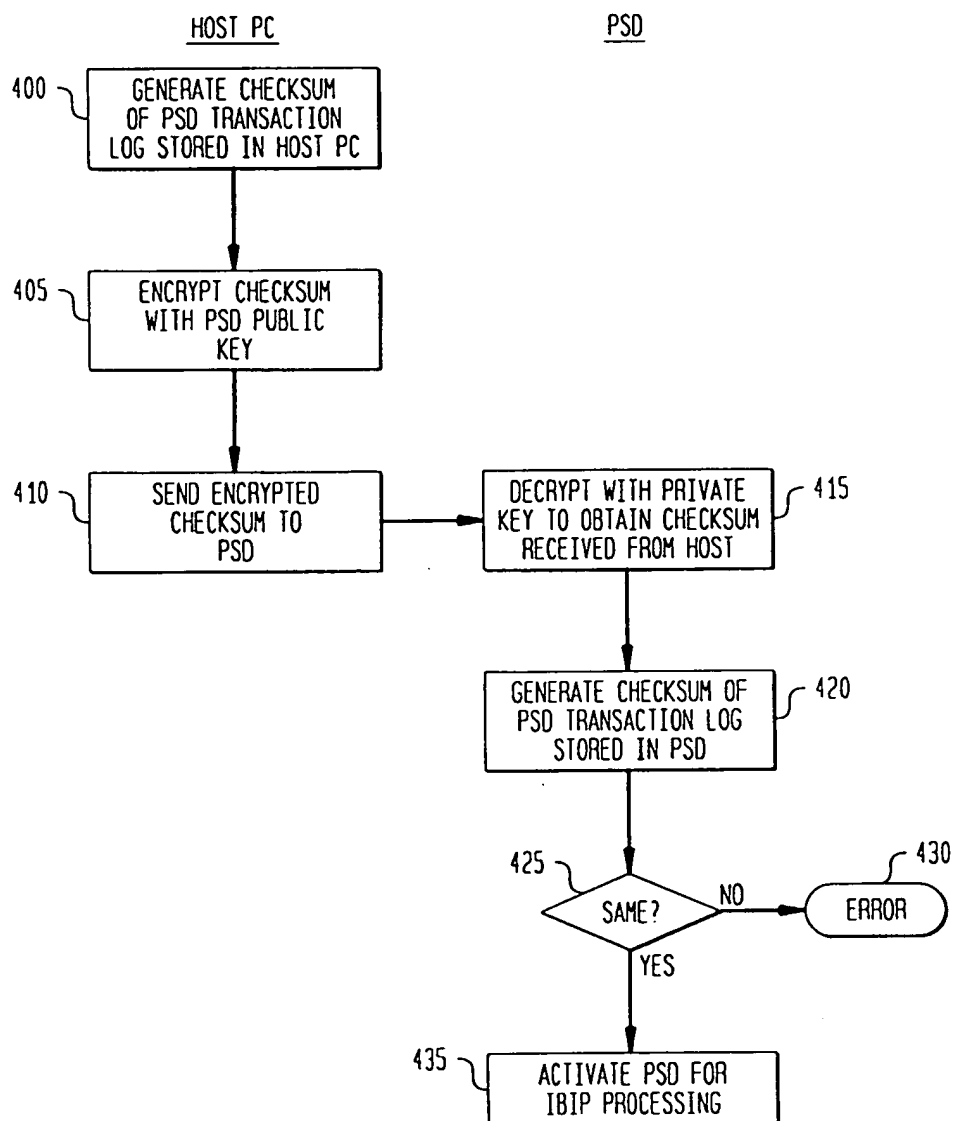 HOST PC
PSD
400
GENERATE CHECKSUM
OF PSD TRANSACTION
LOG STORED IN HOST PC
405
ENCRYPT CHECKSUM
WITH PSD PUBLIC
KEY
410
SEND ENCRYPTED
CHECKSUM TO
PSD
DECRYPT WITH PRIVATE
KEY TO OBTAIN CHECKSUM
RECEIVED FROM HOST
415
GENERATE CHECKSUM OF
PSD TRANSACTION LOG
STORED IN PSD
420
425
SAME?
NO
430
ERROR
YES
435
ACTIVATE PSD FOR
IBIP PROCESSING